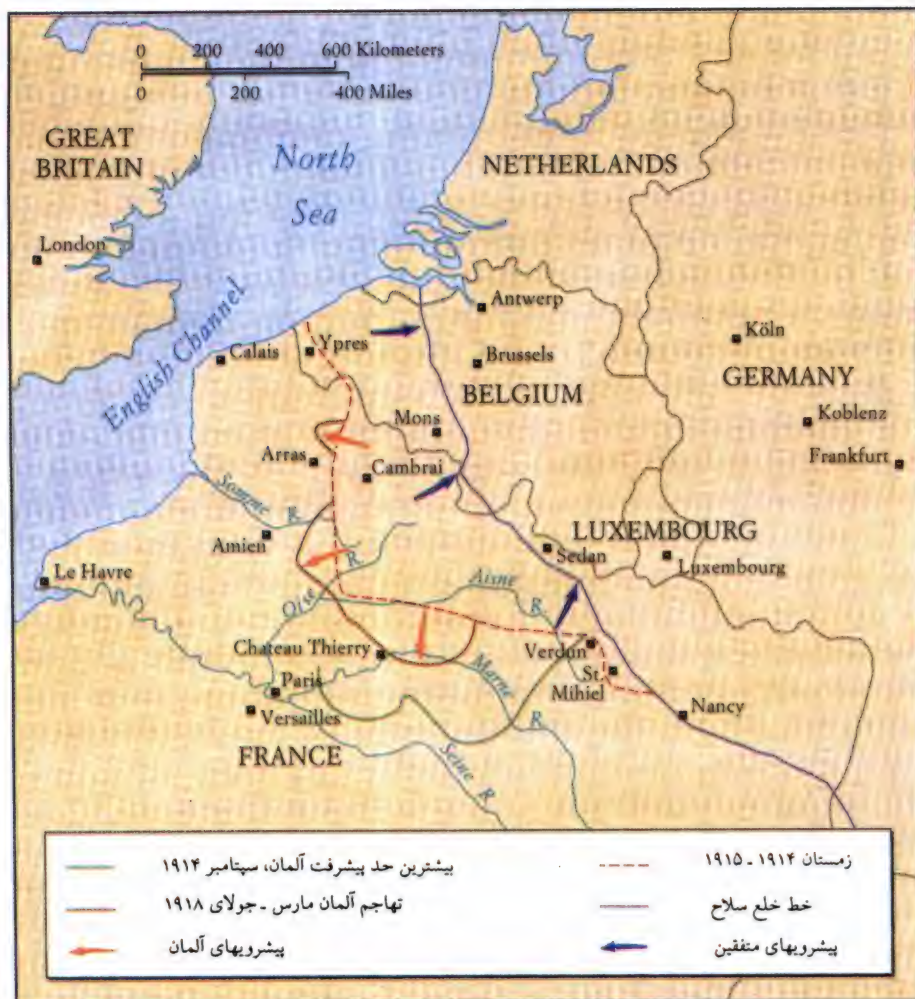 0 200 400 600 Kilometers
0 200 400 Miles
GREAT
BRITAIN
North
Sea
NETHERLANDS
London
English Channel
Antwerp
Calais
Ypres
Brussels
BELGIUM
Köln
GERMANY
Mons
Koblenz
Arras
Cambrai
Frankfurt
Somme R.
Amien
LUXEMBOURG
Sedan
Luxembourg
Le Havre
Oise R.
Aisne R.
Chateau Thierry
Verdun
St.
Mihiel
Marne R.
Paris
Versailles
Nancy
FRANCE
Seine R.
زمستان ۱۹۱۴ ـ ۱۹۱۵
بیشترین حد پیشرفت آلمان، سپتامبر ۱۹۱۴
خط خلع سلاح
تهاجم آلمان مارس ـ جولای ۱۹۱۸
پیشرویهای متفقین
پیشرویهای آلمان